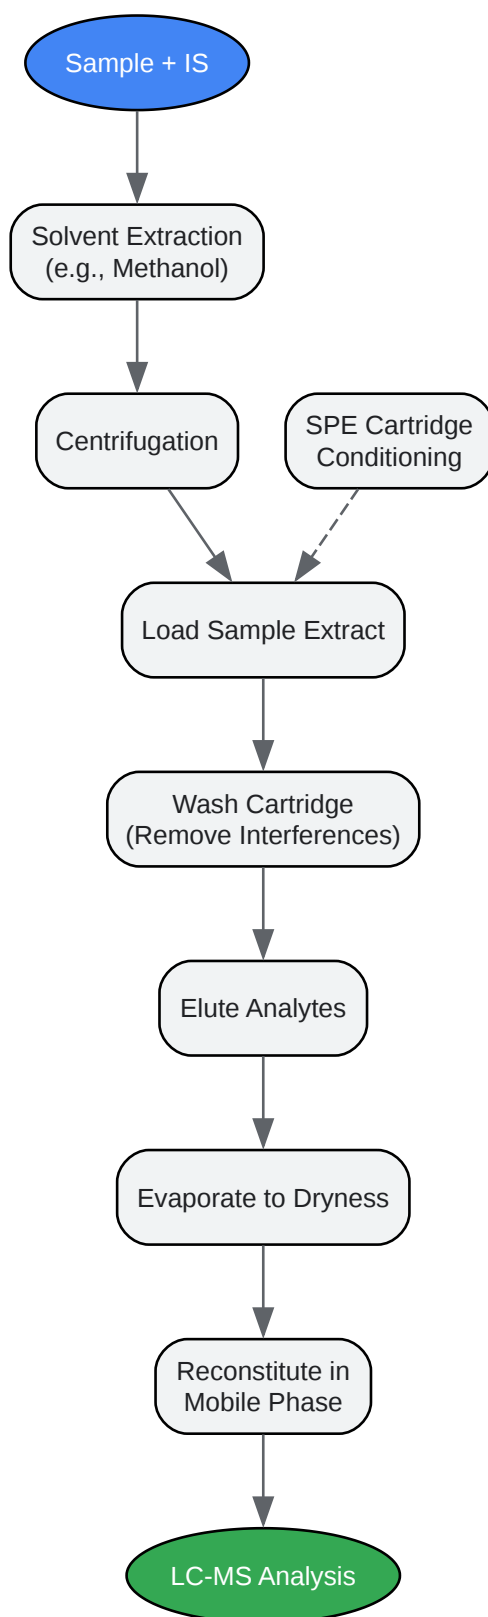 Sample + IS
Solvent Extraction
(e.g., Methanol)
Centrifugation
SPE Cartridge
Conditioning
Load Sample Extract
Wash Cartridge
(Remove Interferences)
Elute Analytes
Evaporate to Dryness
Reconstitute in
Mobile Phase
LC-MS Analysis